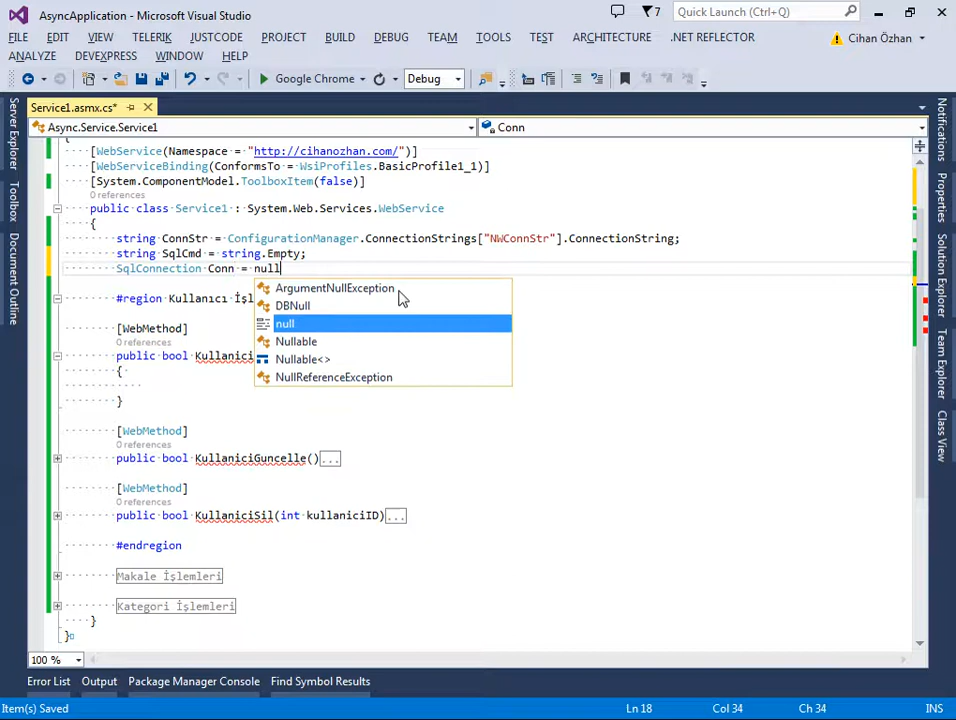 AsyncApplication - Microsoft Visual Studio
7
Quick Launch (Ctrl+Q)
FILE EDIT VIEW TELERIK JUSTCODE PROJECT BUILD DEBUG TEAM TOOLS TEST ARCHITECTURE .NET REFLECTOR
Cihan Özhan
ANALYZE DEVEXPRESS WINDOW HELP
Google Chrome
Debug
Service1.asmx.cs*
Async.Service.Service1
Conn
{
[WebService(Namespace = "http://cihanozhan.com/")]
[WebServiceBinding(ConformsTo = WsiProfiles.BasicProfile1_1)]
[System.ComponentModel.ToolboxItem(false)]
0 references
public class Service1 : System.Web.Services.WebService
{
string ConnStr = ConfigurationManager.ConnectionStrings["NWConnStr"].ConnectionString;
string SqlCmd = string.Empty;
SqlConnection Conn = null
ArgumentNullException
DBNull
null
Nullable
Nullable<>
NullReferenceException
#region Kullanıcı İşl
[WebMethod]
0 references
public bool Kullanici
{
}
[WebMethod]
0 references
public bool KullaniciGuncelle()...
[WebMethod]
0 references
public bool KullaniciSil(int kullaniciID)...
#endregion
Makale İşlemleri
Kategori İşlemleri
}
}
100 %
Server Explorer
Toolbox
Document Outline
Notifications
Properties
Solution Explorer
Team Explorer
Class View
Error List Output Package Manager Console Find Symbol Results
Item(s) Saved
Ln 18
Col 34
Ch 34
INS